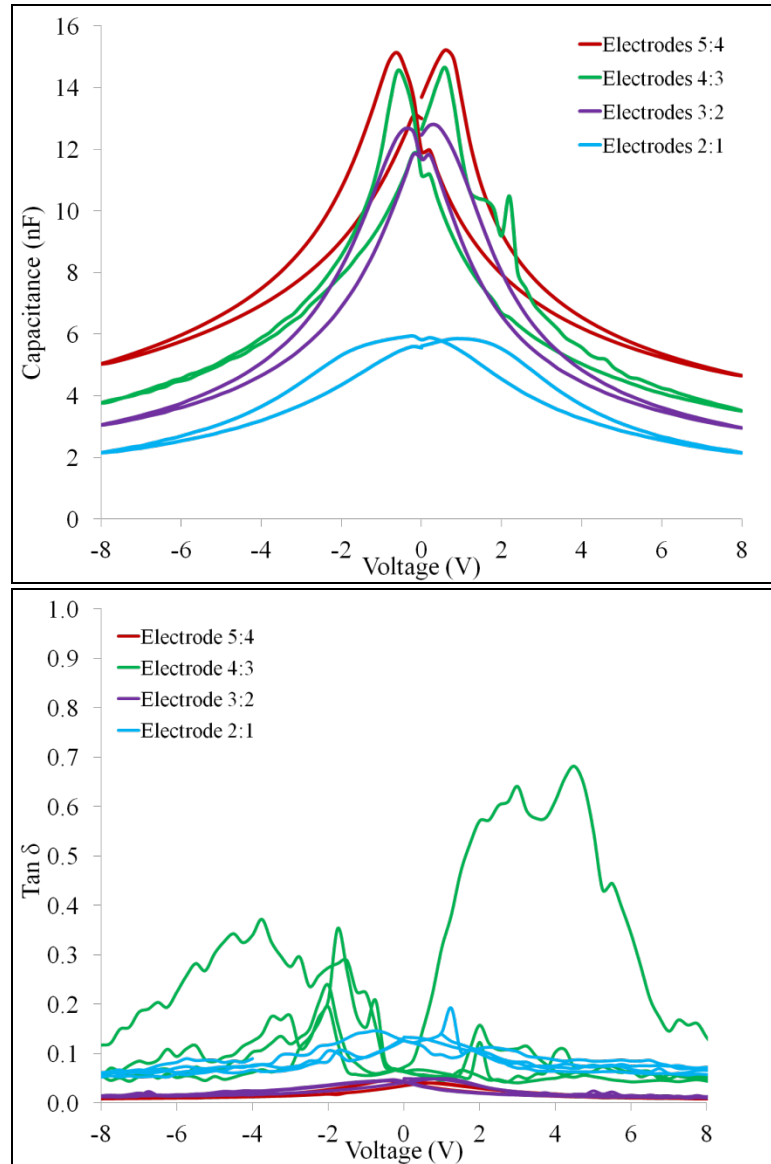 16
14
12
10
8
6
4
2
0
Capacitance (nF)
Electrodes 5:4
Electrodes 4:3
Electrodes 3:2
Electrodes 2:1
-8 -6 -4 -2 0 2 4 6 8
Voltage (V)
1.0
0.9
0.8
0.7
0.6
0.5
0.4
0.3
0.2
0.1
0.0
Tan δ
Electrode 5:4
Electrode 4:3
Electrode 3:2
Electrode 2:1
-8 -6 -4 -2 0 2 4 6 8
Voltage (V)